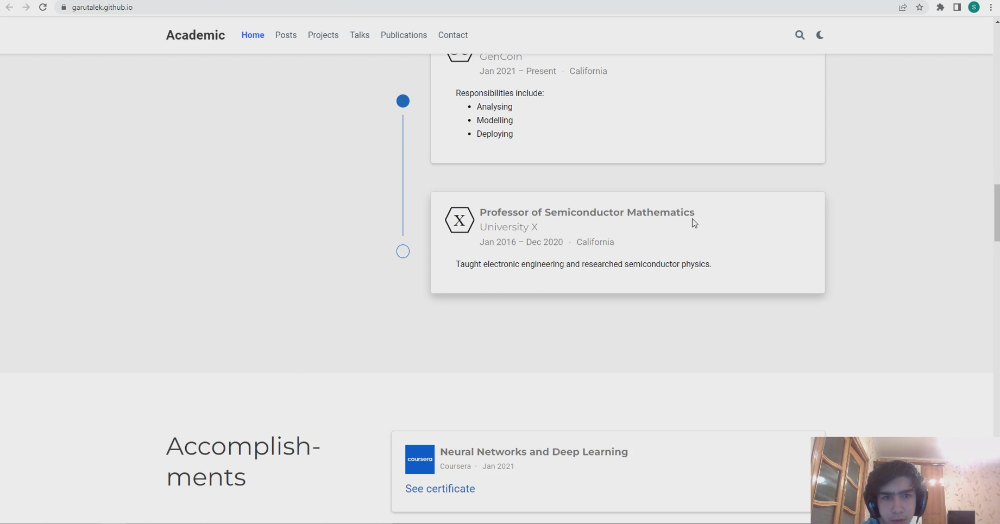 garutalek.github.io
S
Academic Home Posts Projects Talks Publications Contact
GenCoin
Jan 2021 – Present · California
Responsibilities include:
• Analysing
• Modelling
• Deploying
X
Professor of Semiconductor Mathematics
University X
Jan 2016 – Dec 2020 · California
Taught electronic engineering and researched semiconductor physics.
Accomplish-
ments
coursera
Neural Networks and Deep Learning
Coursera · Jan 2021
See certificate